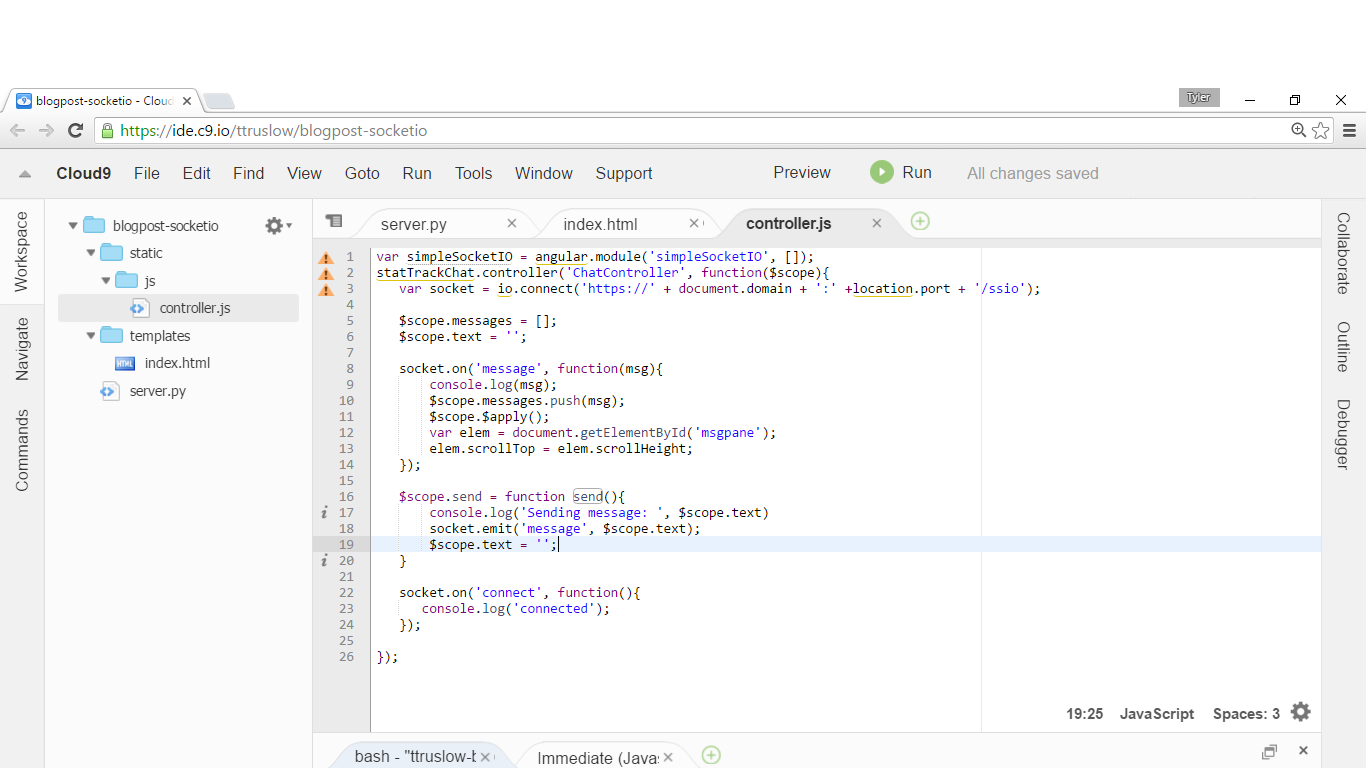 blogpost-socketio - Cloud
Tyler
https://ide.c9.io/ttruslow/blogpost-socketio
Cloud9 File Edit Find View Goto Run Tools Window Support Preview Run All changes saved
Workspace
Navigate
Commands
blogpost-socketio
static
js
controller.js
templates
index.html
server.py
server.py index.html controller.js
1 var simpleSocketIO = angular.module('simpleSocketIO', []);
2 statTrackChat.controller('ChatController', function($scope){
3 var socket = io.connect('https://' + document.domain + ':' +location.port + '/ssio');
4
5 $scope.messages = [];
6 $scope.text = '';
7
8 socket.on('message', function(msg){
9 console.log(msg);
10 $scope.messages.push(msg);
11 $scope.$apply();
12 var elem = document.getElementById('msgpane');
13 elem.scrollTop = elem.scrollHeight;
14 });
15
16 $scope.send = function send(){
17 console.log('Sending message: ', $scope.text)
18 socket.emit('message', $scope.text);
19 $scope.text = '';
20 }
21
22 socket.on('connect', function(){
23 console.log('connected');
24 });
25
26 });
19:25 JavaScript Spaces: 3
Collaborate
Outline
Debugger
bash - "ttruslow-b Immediate (Javas